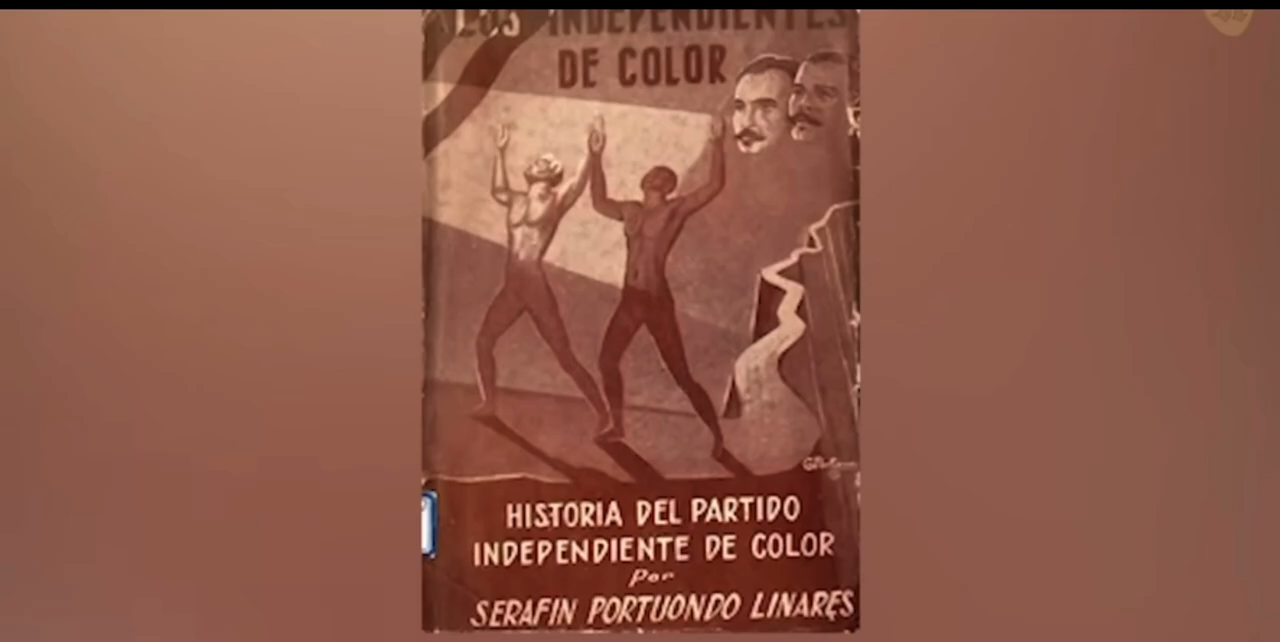 LOS INDEPENDIENTES
DE COLOR
HISTORIA DEL PARTIDO
INDEPENDIENTE DE COLOR
Por
SERAFIN PORTUONDO LINARES